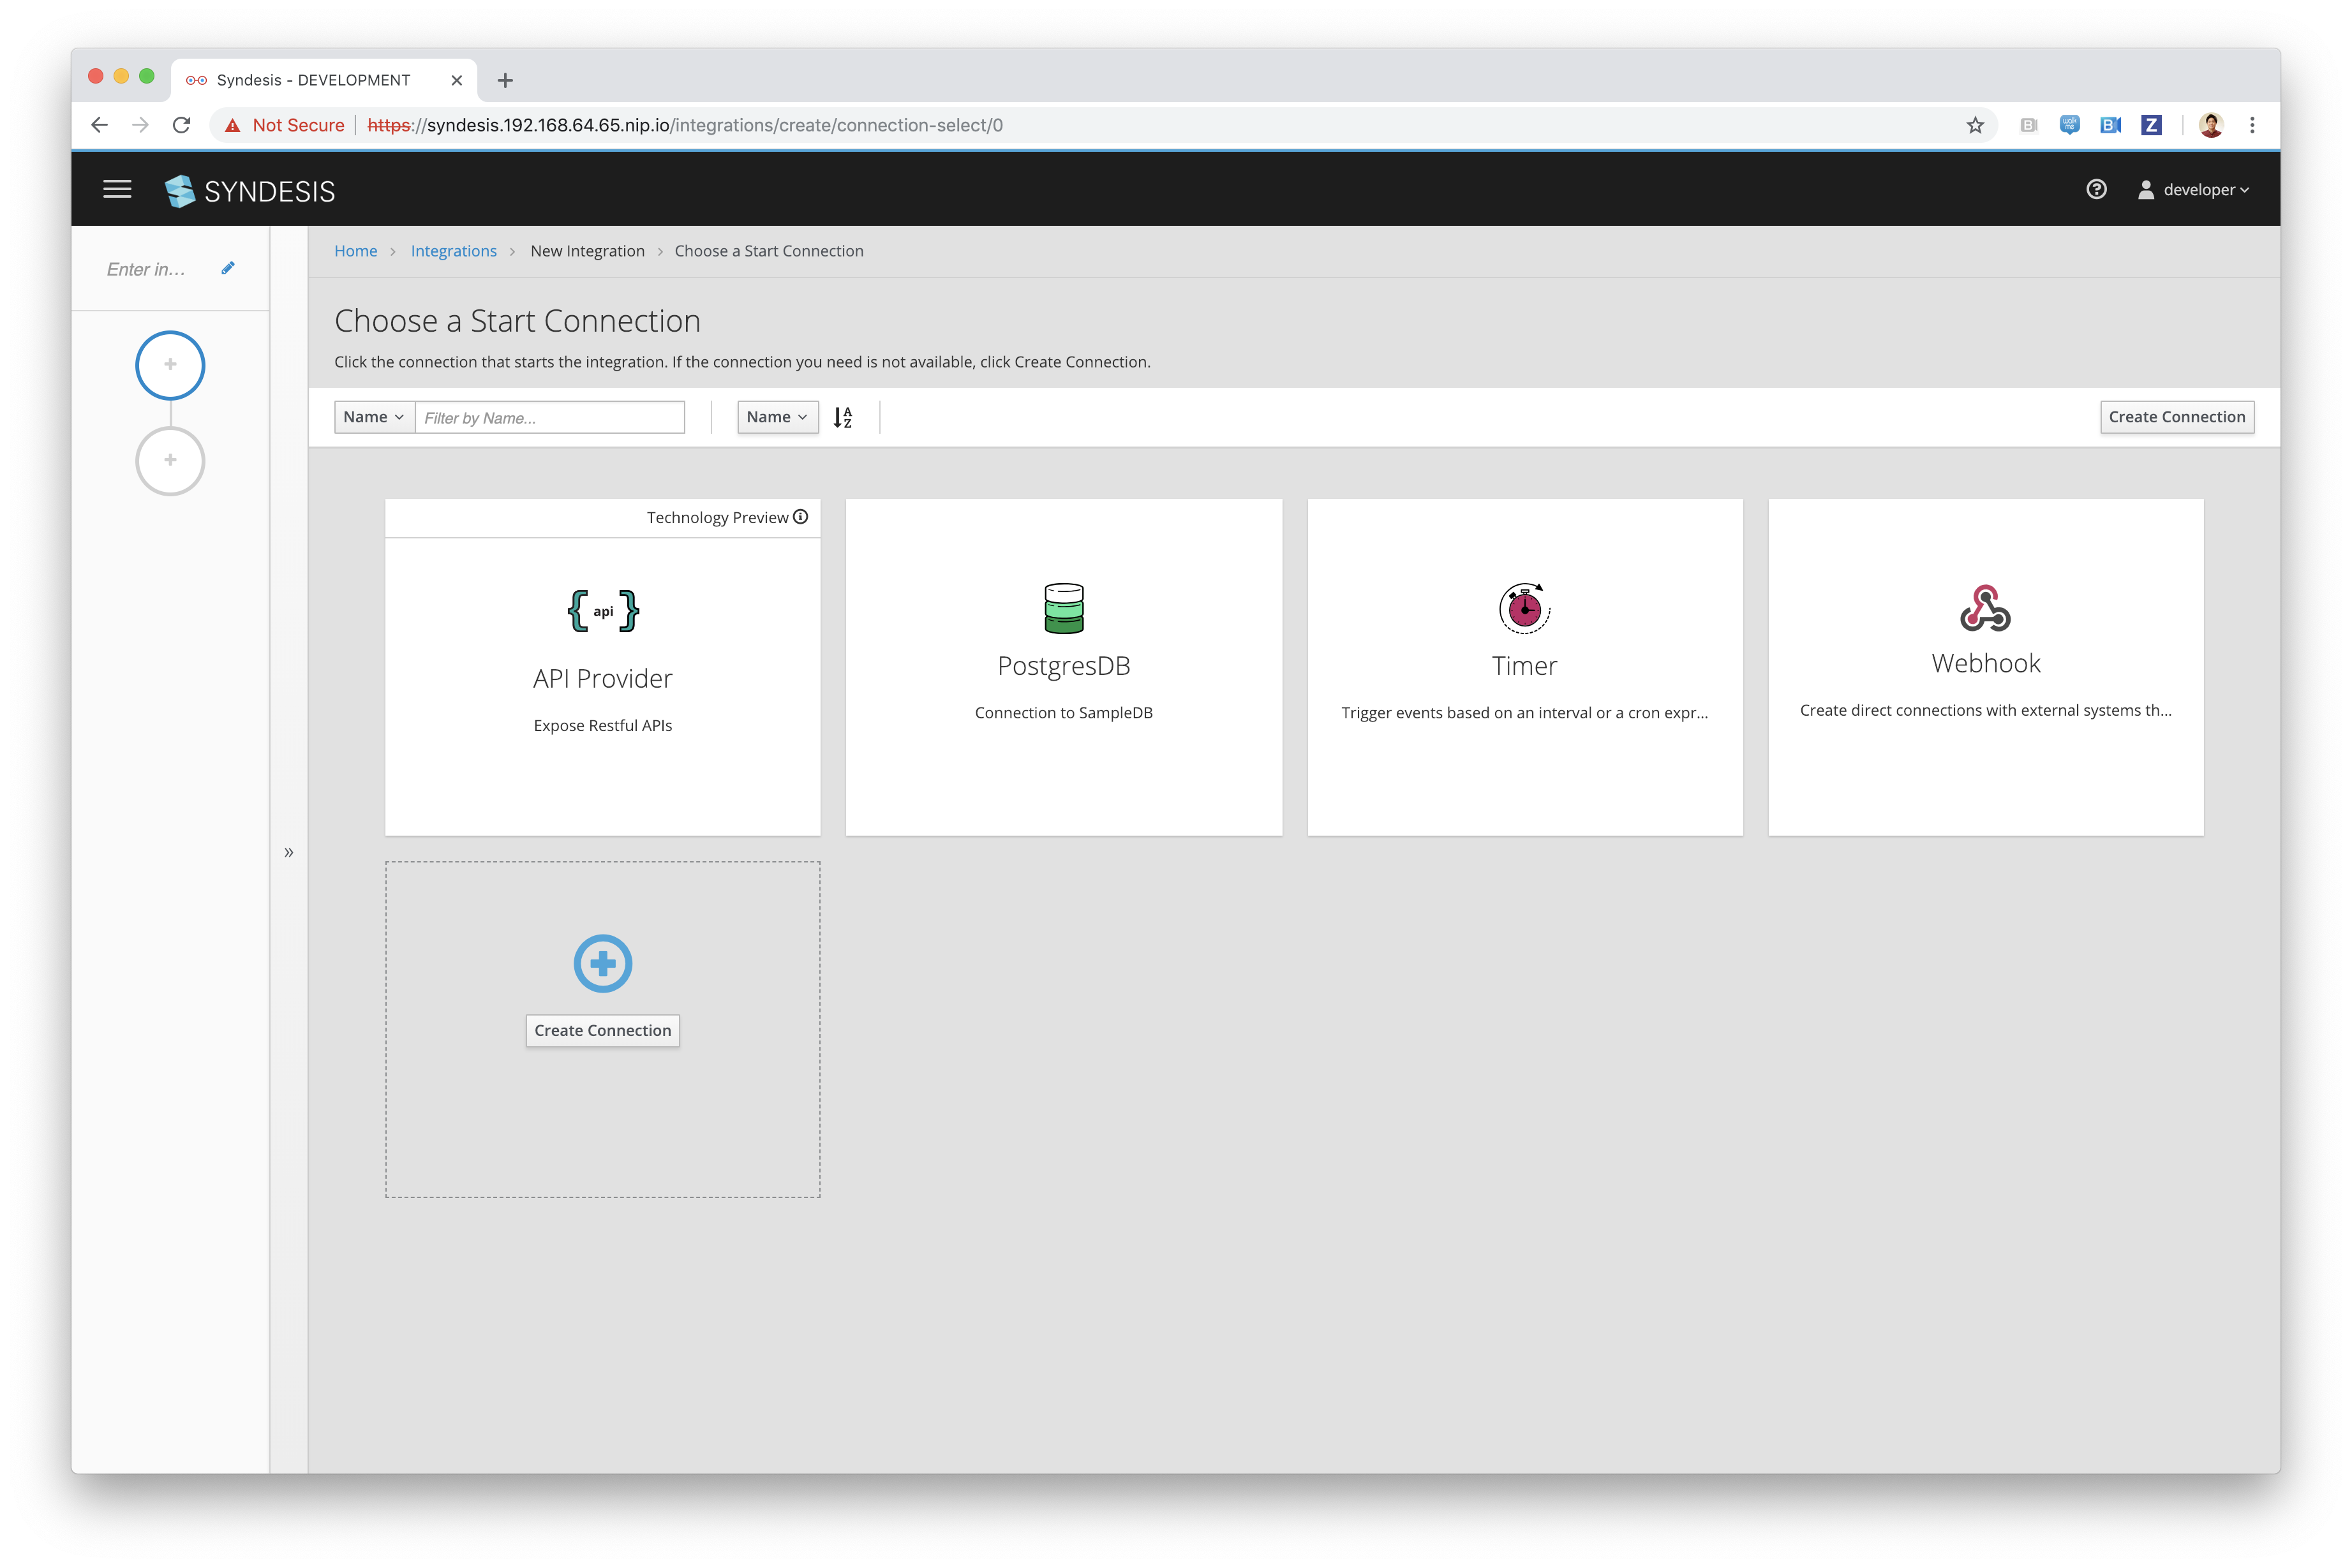 Syndesis - DEVELOPMENT
Not Secure
https://syndesis.192.168.64.65.nip.io/integrations/create/connection-select/0
SYNDESIS
developer
Enter in...
Home > Integrations > New Integration > Choose a Start Connection
Choose a Start Connection
Click the connection that starts the integration. If the connection you need is not available, click Create Connection.
Name Filter by Name... Name A Z Create Connection
Technology Preview
api
API Provider
Expose Restful APIs
PostgresDB
Connection to SampleDB
Timer
Trigger events based on an interval or a cron expr...
Webhook
Create direct connections with external systems th...
»
Create Connection